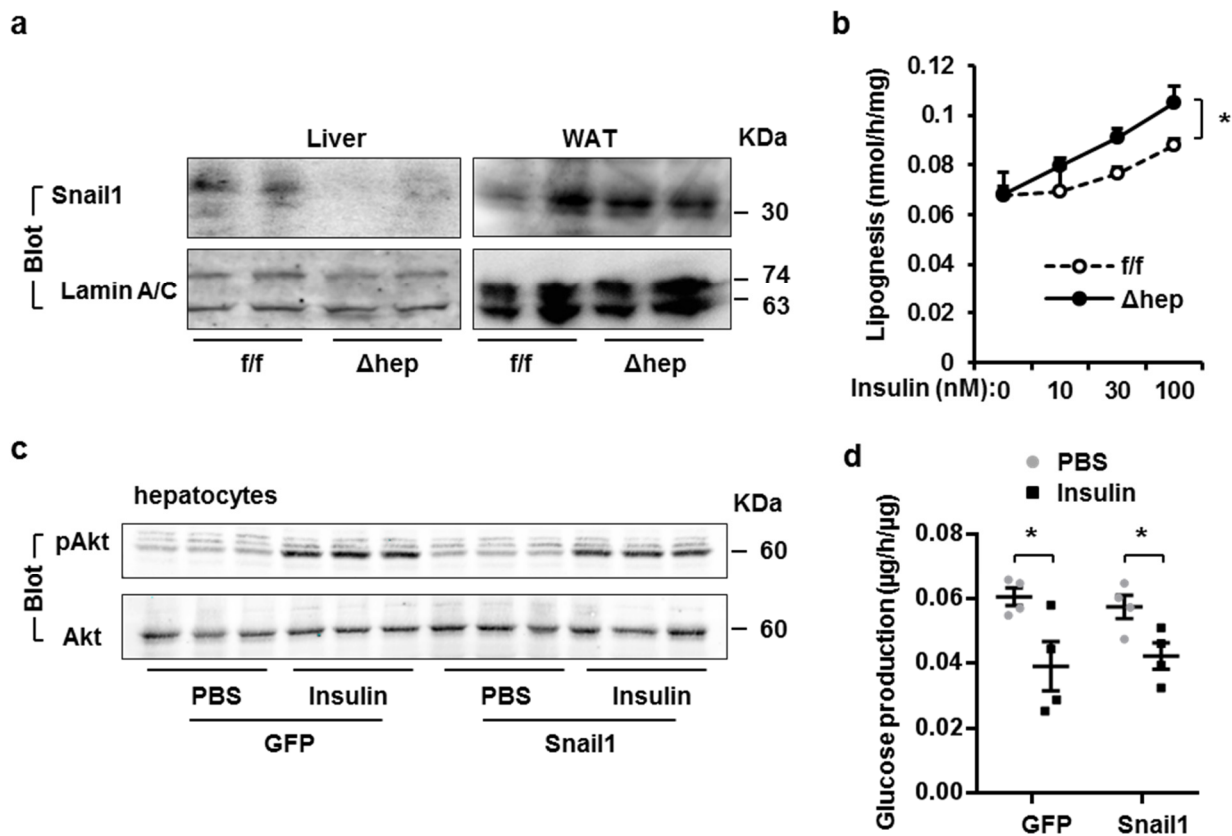 a
Liver WAT KDa
Blot
Snail1
30
Lamin A/C
74
63
f/f Δhep f/f Δhep
b
Lipognesis (nmol/h/mg)
0.12
0.1
0.08
0.06
0.04
0.02
0
*
f/f
Δhep
Insulin (nM):0 10 30 100
c
hepatocytes
KDa
Blot
pAkt
60
Akt
60
PBS Insulin PBS Insulin
GFP Snail1
d
PBS
Insulin
Glucose production (µg/h/µg)
0.08
0.06
0.04
0.02
0.00
* *
GFP Snail1